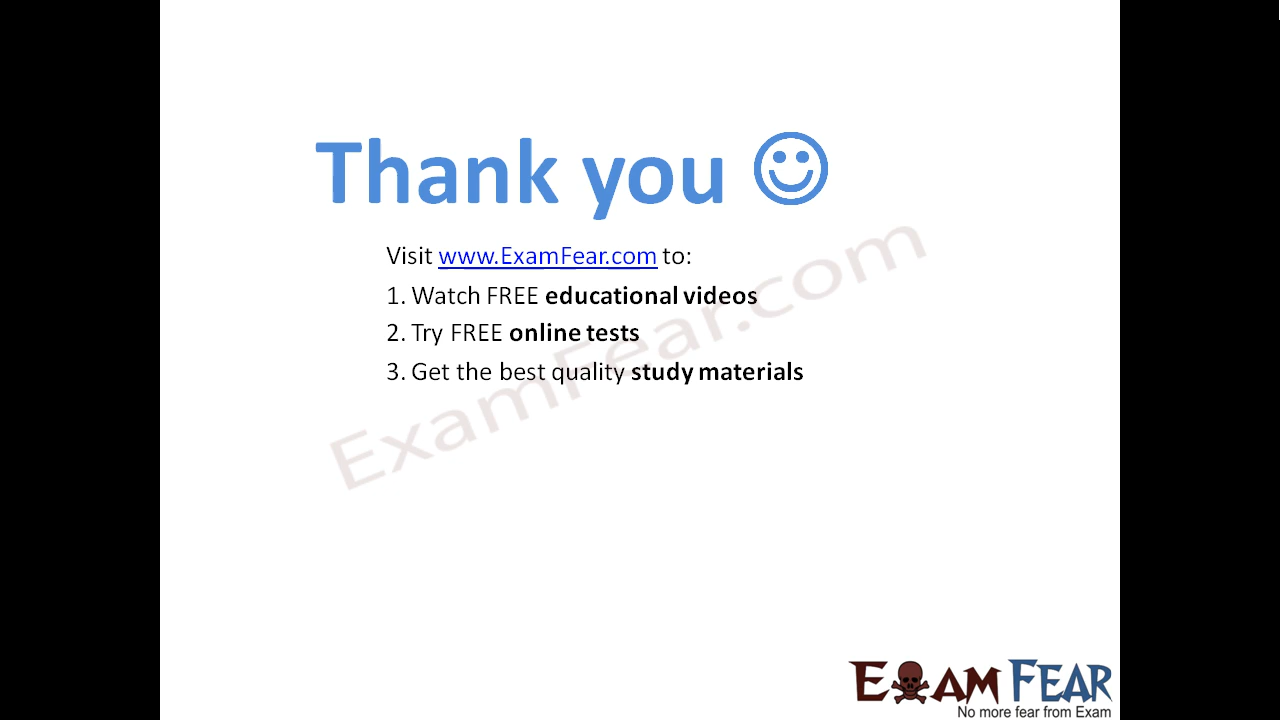 Thank you ☺
Visit www.ExamFear.com to:
1. Watch FREE educational videos
2. Try FREE online tests
3. Get the best quality study materials
ExamFear.com
EXAM FEAR
No more fear from Exam